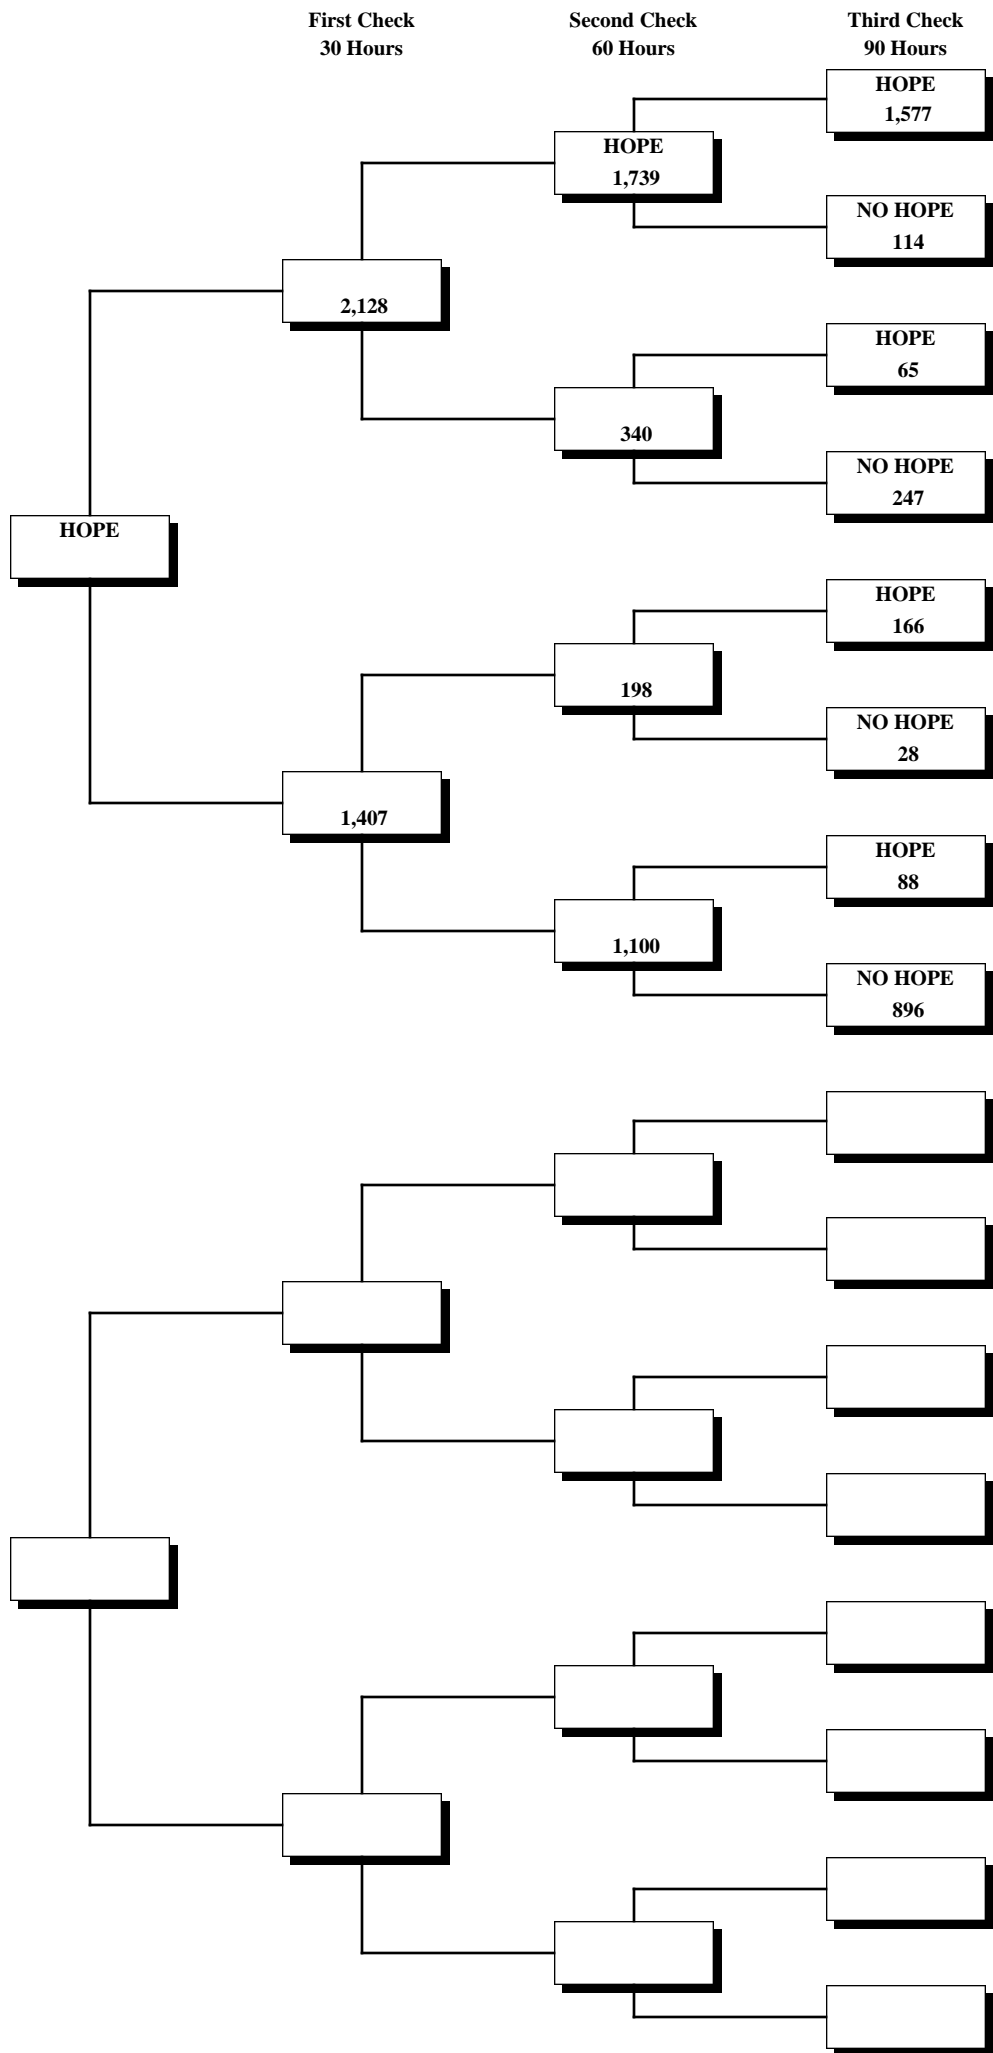 First Check
30 Hours
Second Check
60 Hours
Third Check
90 Hours
HOPE
1,577
HOPE
1,739
NO HOPE
114
2,128
HOPE
65
340
NO HOPE
247
HOPE
HOPE
166
198
NO HOPE
28
1,407
HOPE
88
1,100
NO HOPE
896